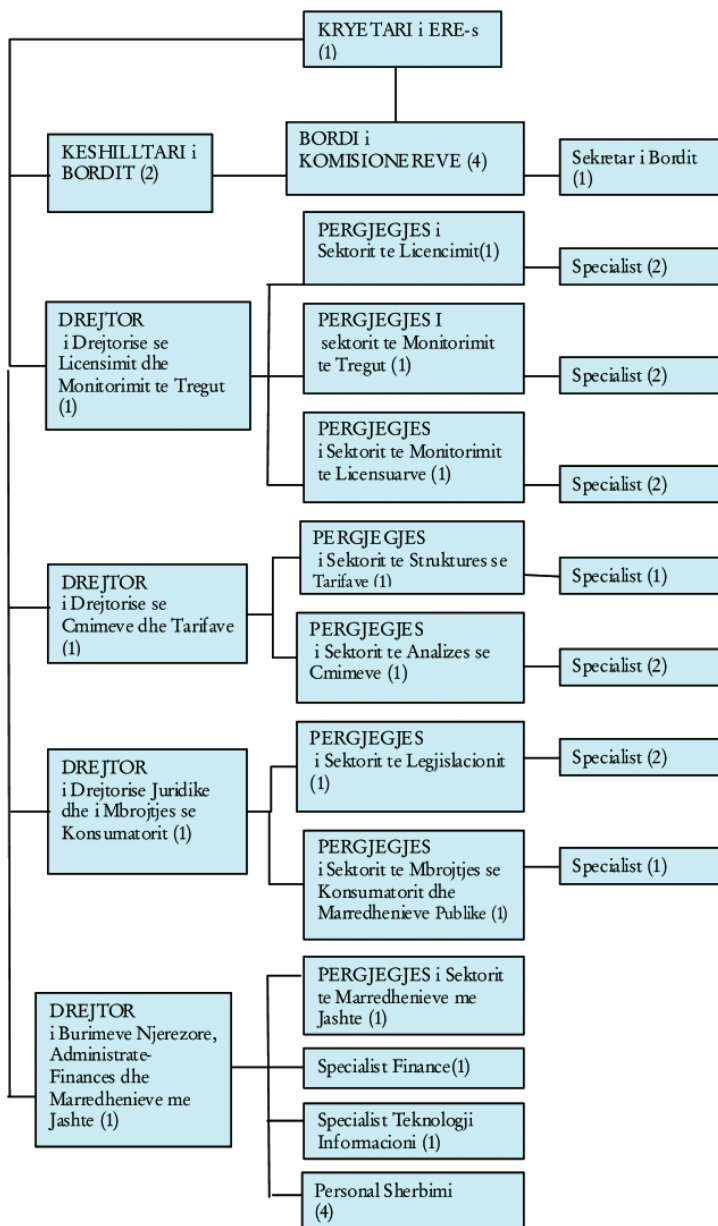 KRYETARI i ERE-s
(1)
KESHILLTARI i
BORDIT (2)
BORDI i
KOMISIONEREVE (4)
Sekretar i Bordit
(1)
DREJTOR
i Drejtorise se
Licensimit dhe
Monitorimit te Tregut
(1)
PERGJEGJES i
Sektorit te Licencimit(1)
Specialist (2)
PERGJEGJES I
sektorit te Monitorimit
te Tregut (1)
Specialist (2)
PERGJEGJES
i Sektorit te Monitorimit
te Licensuarve (1)
Specialist (2)
DREJTOR
i Drejtorise se
Cmimeve dhe Tarifave
(1)
PERGJEGJES
i Sektorit te Struktures se
Tarifave (1)
Specialist (1)
PERGJEGJES
i Sektorit te Analizes se
Cmimeve (1)
Specialist (2)
DREJTOR
i Drejtorise Juridike
dhe i Mbrojtjes se
Konsumatorit (1)
PERGJEGJES
i Sektorit te Legjislacionit
(1)
Specialist (2)
PERGJEGJES
i Sektorit te Mbrojtjes se
Konsumatorit dhe
Marredhenieve Publike (1)
Specialist (1)
DREJTOR
i Burimeve Njerezore,
Administrate-
Finances dhe
Marredhenieve me
Jashte (1)
PERGJEGJES i Sektorit
te Marredhenieve me
Jashte (1)
Specialist Finance(1)
Specialist Teknologji
Informacioni (1)
Personal Sherbimi
(4)